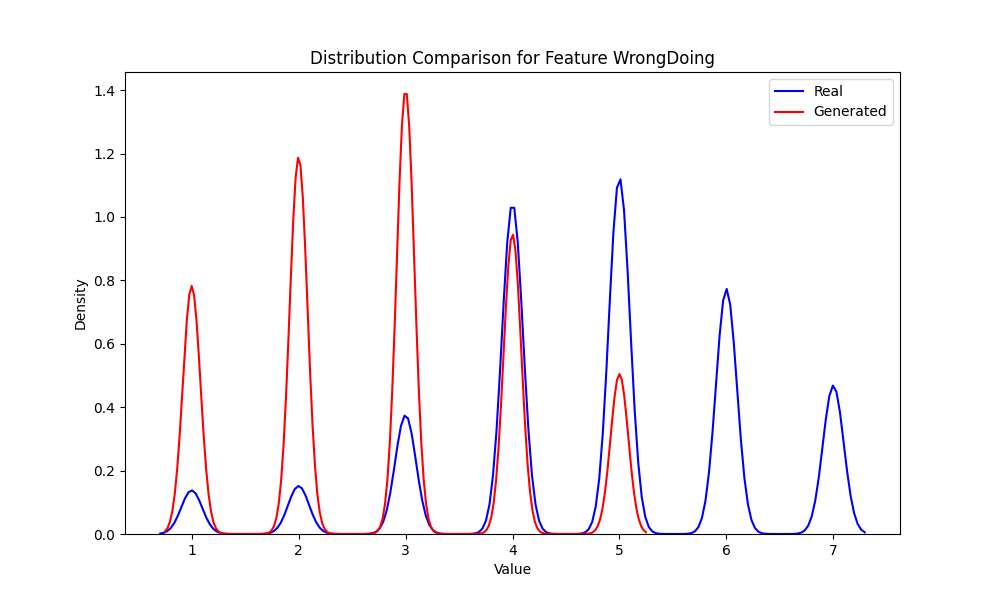 Distribution Comparison for Feature WrongDoing
Real
Generated
Density
1.4
1.2
1.0
0.8
0.6
0.4
0.2
0.0
1 2 3 4 5 6 7
Value